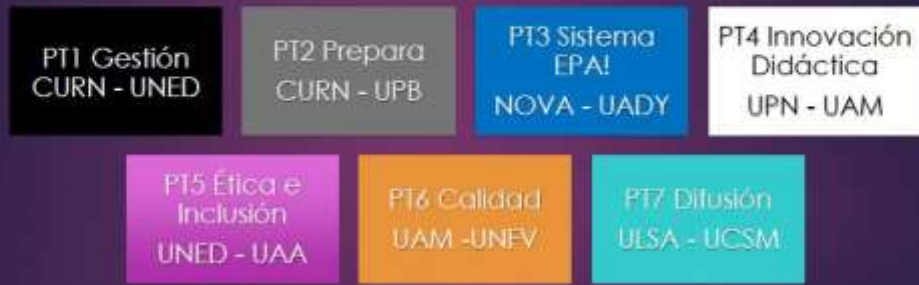 PT1 Gestión
CURN - UNED
PT2 Prepara
CURN - UPB
PT3 Sistema
EPA!
NOVA - UADY
PT4 Innovación
Didáctica
UPN - UAM
PT5 Ética e
Inclusión
UNED - UAA
PT6 Calidad
UAM -UNFV
PT7 Difusión
ULSA - UCSM